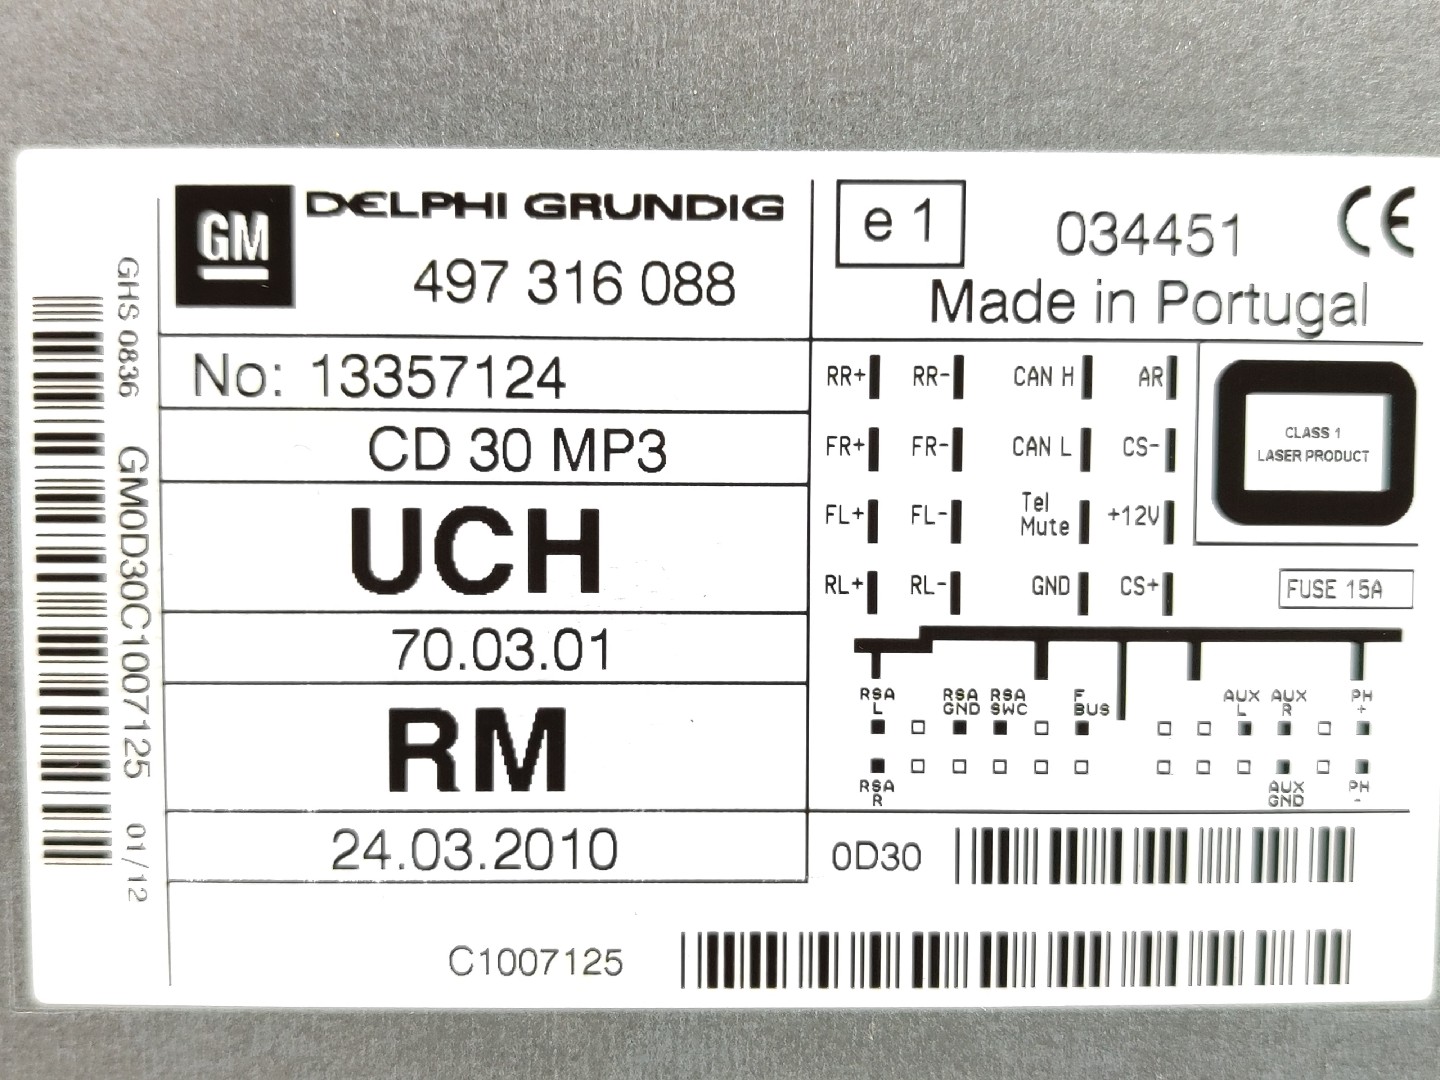 GM
DELPHI GRUNDIG
497 316 088
No: 13357124
CD 30 MP3
UCH
70.03.01
RM
24.03.2010
C1007125
e1
034451
CE
Made in Portugal
RR+ RR- CAN H AR
FR+ FR- CAN L CS-
FL+ FL- Tel Mute +12V
RL+ RL- GND CS+
CLASS 1
LASER PRODUCT
FUSE 15A
RSA L RSA GND RSA SWC F BUS AUX L AUX R PH +
RSA R AUX GND PH -
0D30
GHS 0836 GM0D30C1007125 01/12